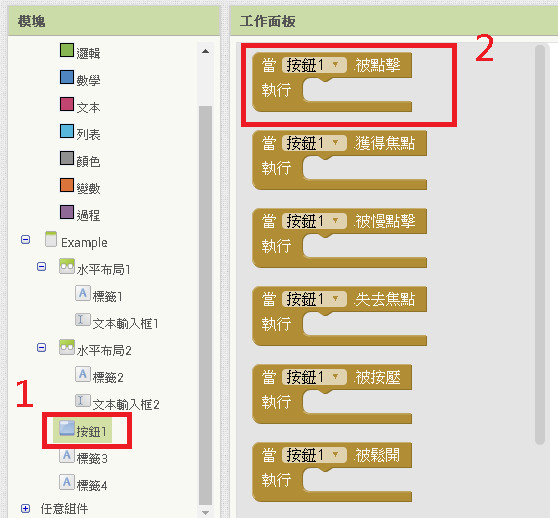 模塊
邏輯
數學
文本
列表
顏色
變數
過程
Example
水平布局1
A 標籤1
文本輸入框1
水平布局2
A 標籤2
文本輸入框2
1
按鈕1
A 標籤3
A 標籤4
任意組件
工作面板
2
當 按鈕1 .被點擊
執行
當 按鈕1 .獲得焦點
執行
當 按鈕1 .被慢點擊
執行
當 按鈕1 .失去焦點
執行
當 按鈕1 .被按壓
執行
當 按鈕1 .被鬆開
執行